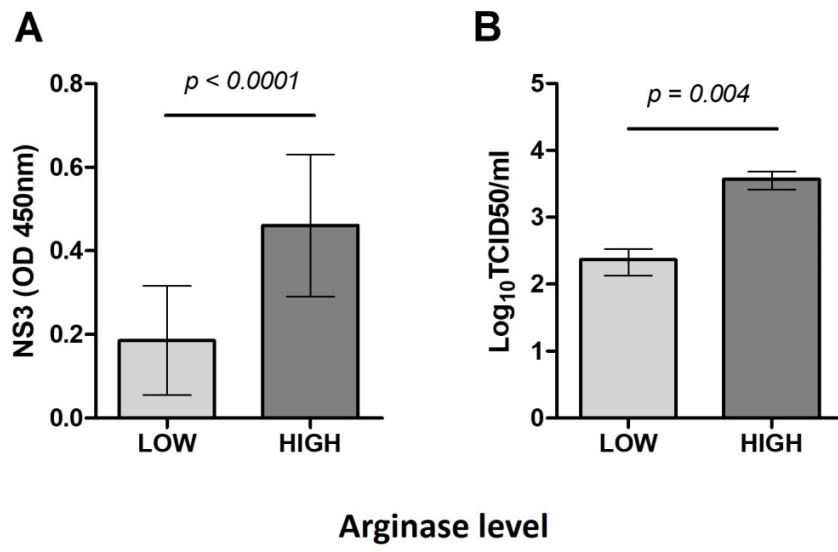 A
p < 0.0001
NS3 (OD 450nm)
0.8
0.6
0.4
0.2
0.0
LOW HIGH
B
p = 0.004
Log10TCID50/ml
5
4
3
2
1
0
LOW HIGH
Arginase level